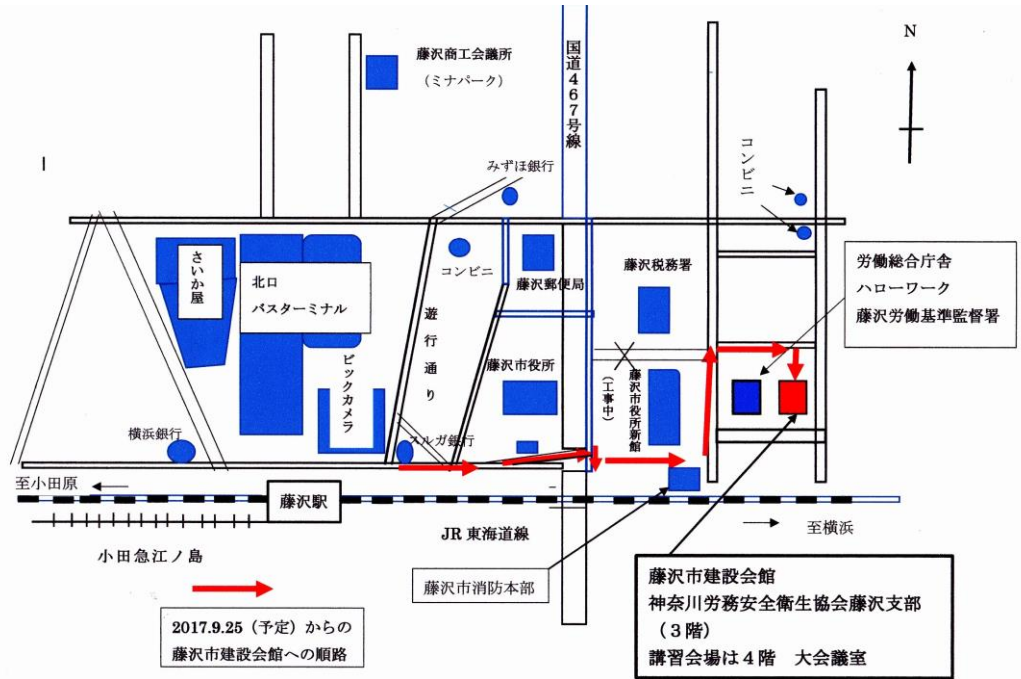 N
藤沢商工会議所
（ミナパーク）
国道467号線
みずほ銀行
コンビニ
さいか屋
北口
バスターミナル
コンビニ
藤沢郵便局
藤沢税務署
労働総合庁舎
ハローワーク
藤沢労働基準監督署
遊行通り
ビックカメラ
藤沢市役所
藤沢市役所新館
（工事中）
横浜銀行
スルガ銀行
至小田原
藤沢駅
JR東海道線
至横浜
小田急江ノ島
藤沢市消防本部
2017.9.25（予定）からの
藤沢市建設会館への順路
藤沢市建設会館
神奈川労務安全衛生協会藤沢支部
（３階）
講習会場は４階　大会議室